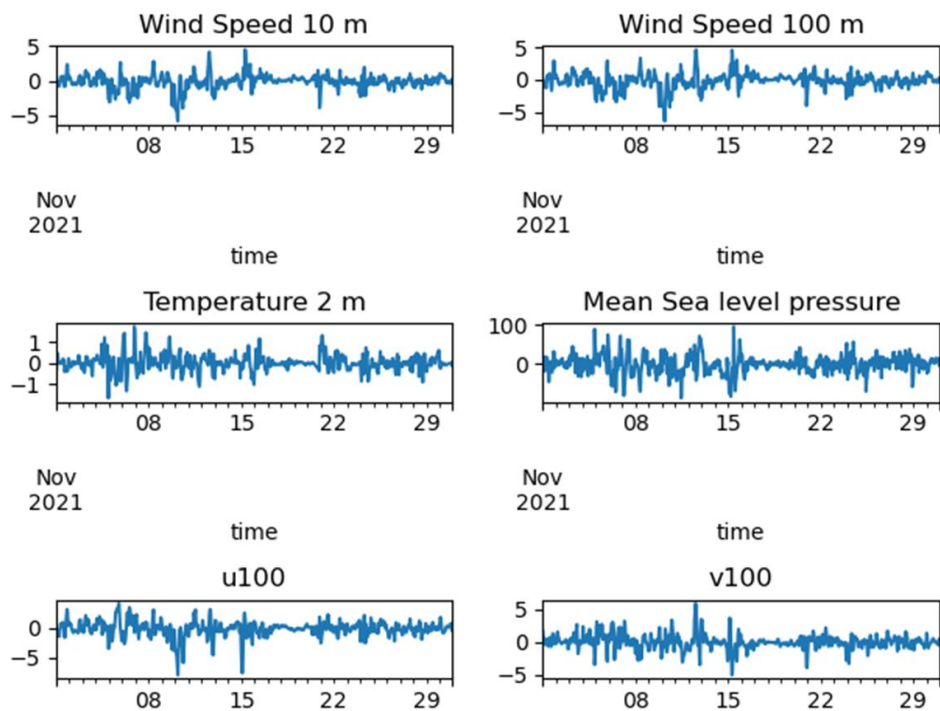 Wind Speed 10 m
5
0
−5
08 15 22 29
Nov
2021
time
Wind Speed 100 m
5
0
−5
08 15 22 29
Nov
2021
time
Temperature 2 m
1
0
−1
08 15 22 29
Nov
2021
time
Mean Sea level pressure
100
0
08 15 22 29
Nov
2021
time
u100
0
−5
08 15 22 29
v100
5
0
−5
08 15 22 29